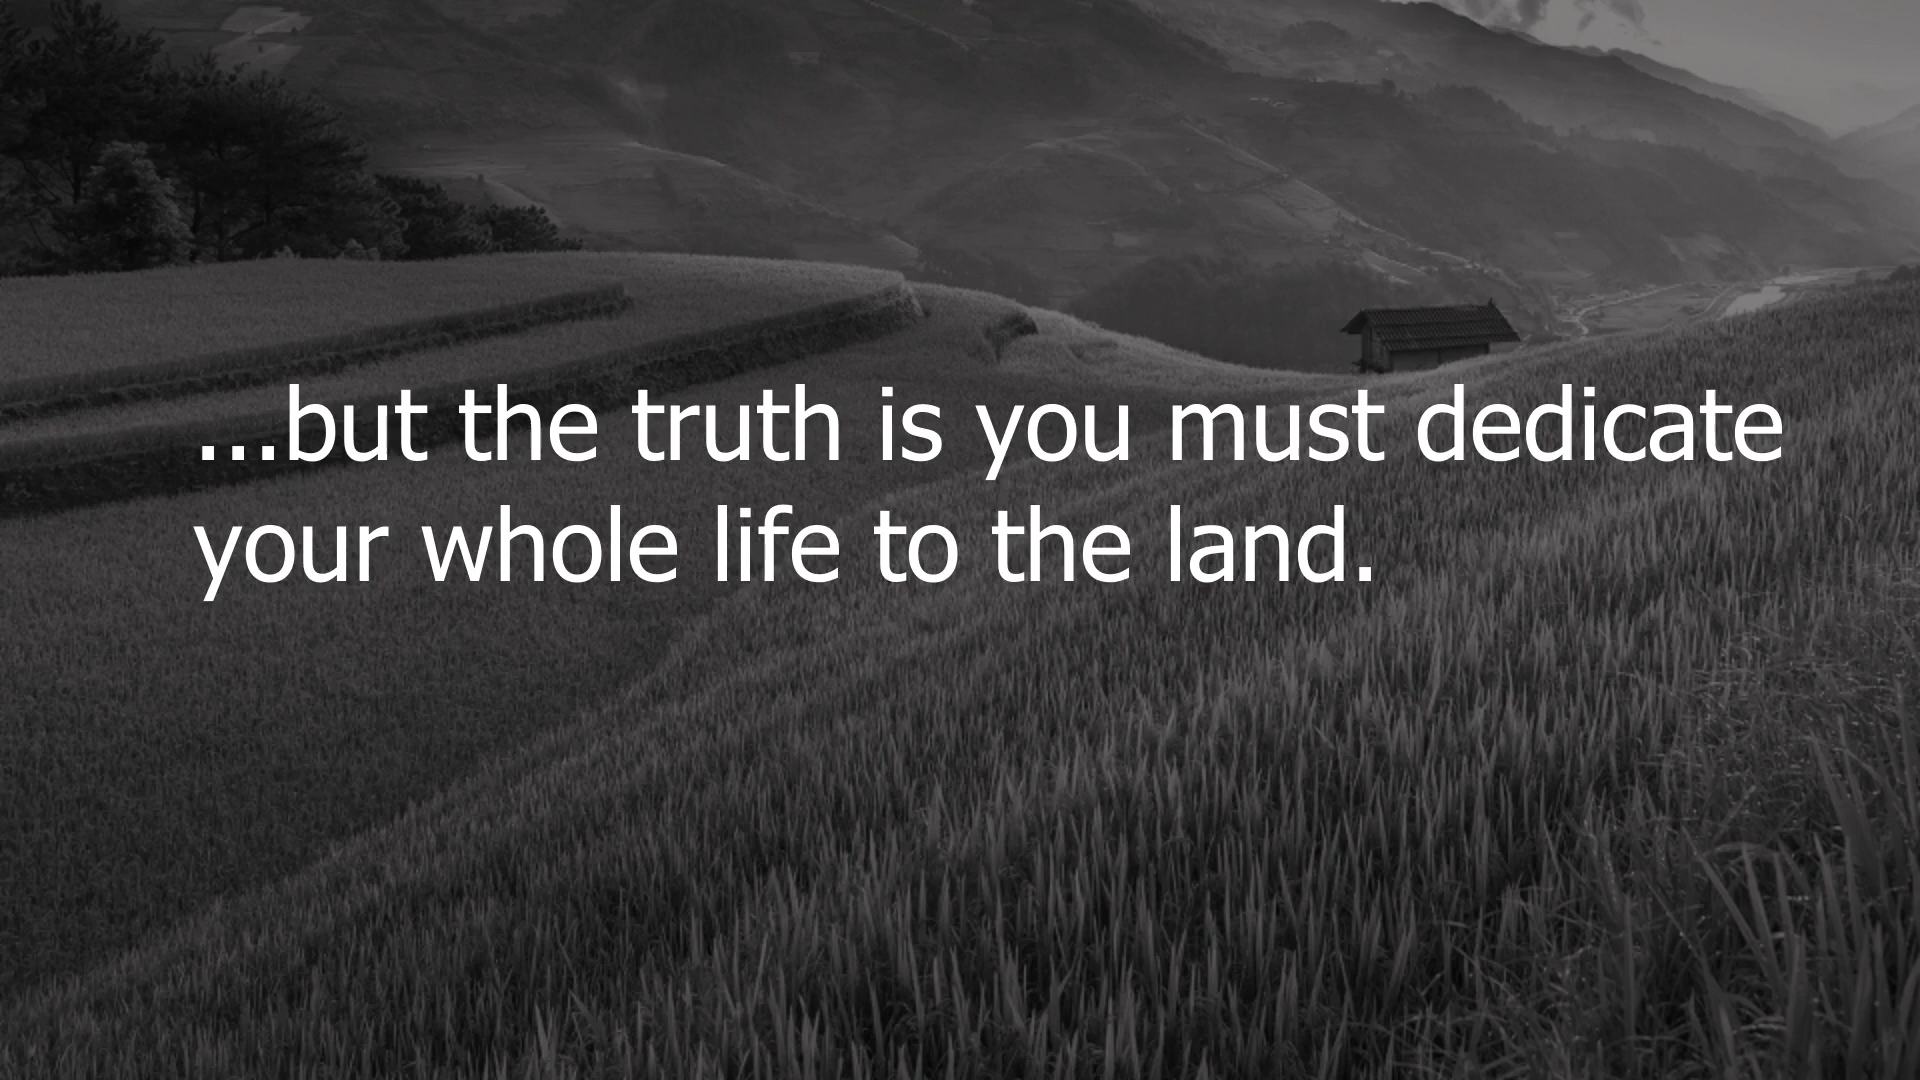 ...but the truth is you must dedicate
your whole life to the land.